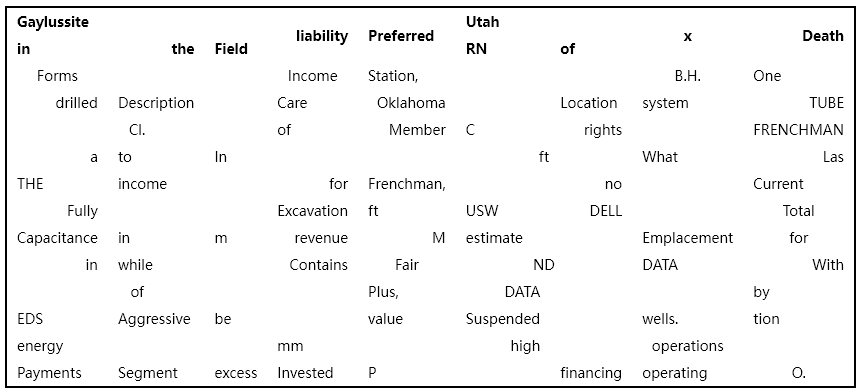 Gaylussite in the Field liability Preferred Utah RN of x Death
Forms Income Station, B.H. One
drilled Description Care Oklahoma Location system TUBE
Cl. of Member C rights FRENCHMAN
a to In ft What Las
THE income for Frenchman, no Current
Fully Excavation ft USW DELL Total
Capacitance in m revenue M estimate Emplacement for
in while Contains Fair ND DATA With
of Plus, DATA by
EDS Aggressive be value Suspended wells. tion
energy mm high operations
Payments Segment excess Invested P financing operating O.